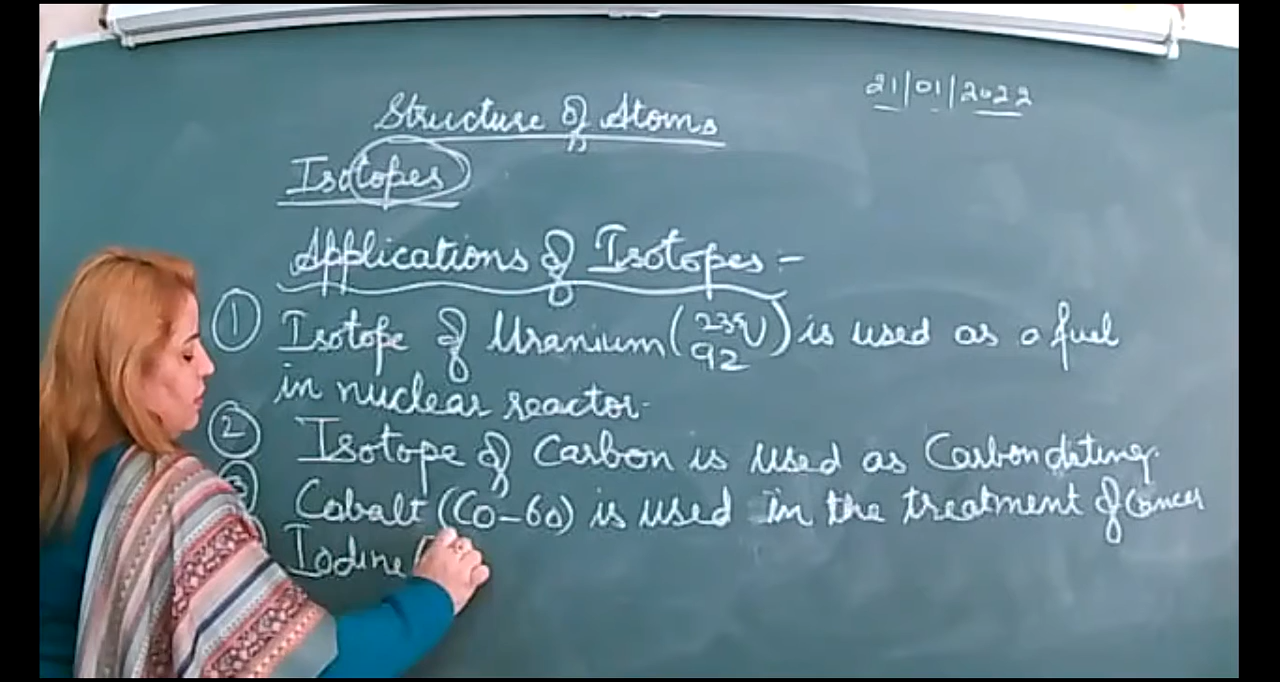 21/01/2022
Structure of Atoms
Isotopes
Applications of Isotopes :-
① Isotope of Uranium ( 235 U 92 ) is used as a fuel
in nuclear reactor.
② Isotope of Carbon is used as Carbon dating.
③ Cobalt (Co-60) is used in the treatment of Cancer
Iodine (